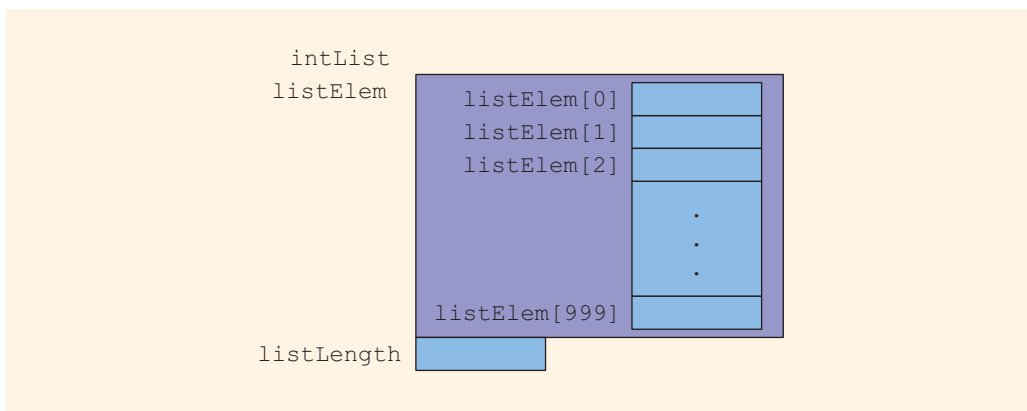 intList
listElem
listElem[0]
listElem[1]
listElem[2]
.
.
.
listElem[999]
listLength